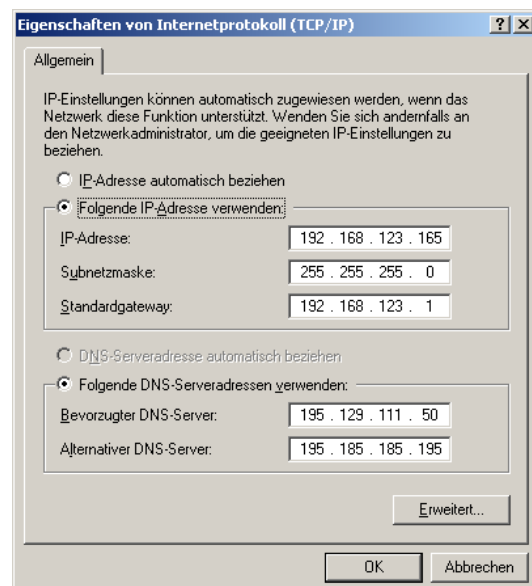 Eigenschaften von Internetprotokoll (TCP/IP)
Allgemein
IP-Einstellungen können automatisch zugewiesen werden, wenn das
Netzwerk diese Funktion unterstützt. Wenden Sie sich andernfalls an
den Netzwerkadministrator, um die geeigneten IP-Einstellungen zu
beziehen.
IP-Adresse automatisch beziehen
Folgende IP-Adresse verwenden:
IP-Adresse: 192 . 168 . 123 . 165
Subnetzmaske: 255 . 255 . 255 . 0
Standardgateway: 192 . 168 . 123 . 1
DNS-Serveradresse automatisch beziehen
Folgende DNS-Serveradressen verwenden:
Bevorzugter DNS-Server: 195 . 129 . 111 . 50
Alternativer DNS-Server: 195 . 185 . 185 . 195
Erweitert...
OK Abbrechen